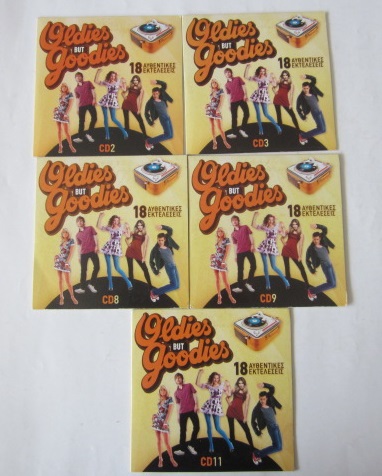 Oldies
BUT
Goodies
18 ΑΥΘΕΝΤΙΚΕΣ
ΕΚΤΕΛΕΣΕΙΣ
CD2
Oldies
BUT
Goodies
18 ΑΥΘΕΝΤΙΚΕΣ
ΕΚΤΕΛΕΣΕΙΣ
CD3
Oldies
BUT
Goodies
18 ΑΥΘΕΝΤΙΚΕΣ
ΕΚΤΕΛΕΣΕΙΣ
CD8
Oldies
BUT
Goodies
18 ΑΥΘΕΝΤΙΚΕΣ
ΕΚΤΕΛΕΣΕΙΣ
CD9
Oldies
BUT
Goodies
18 ΑΥΘΕΝΤΙΚΕΣ
ΕΚΤΕΛΕΣΕΙΣ
CD11